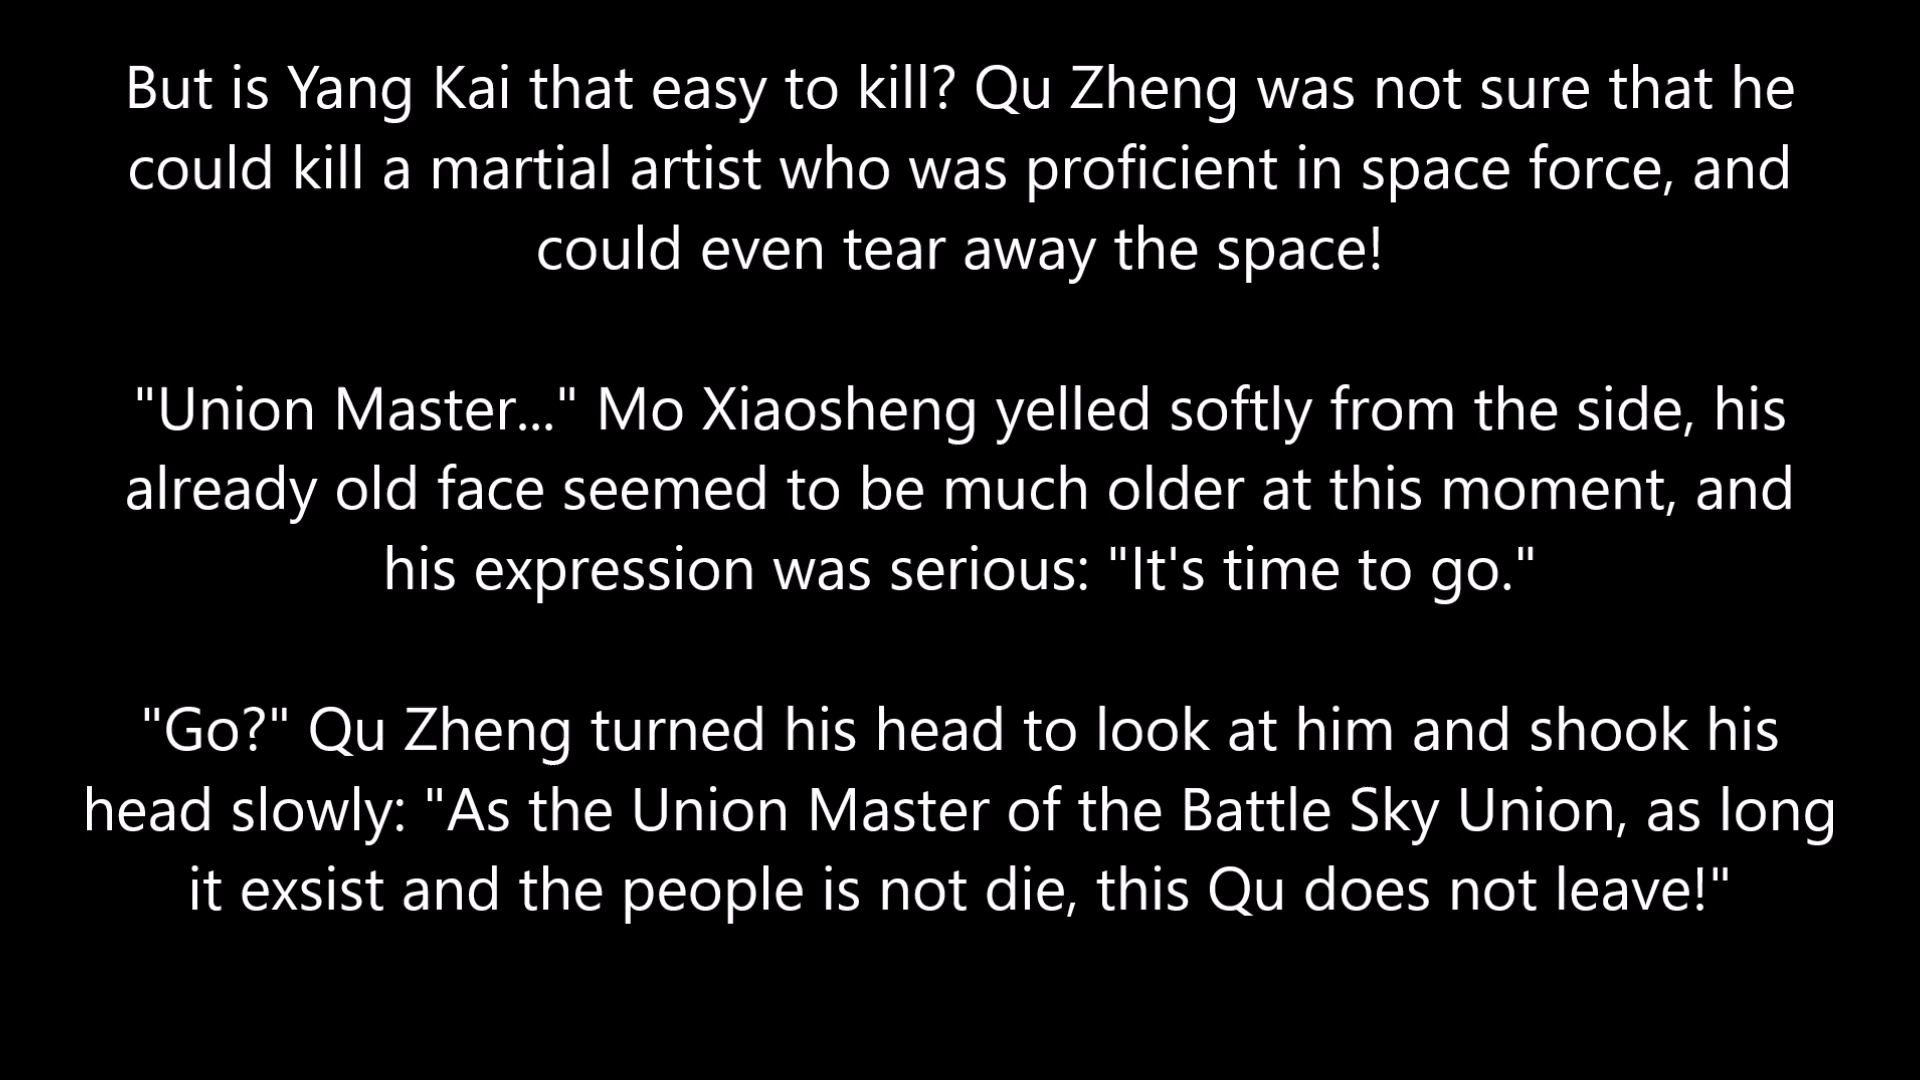 But is Yang Kai that easy to kill? Qu Zheng was not sure that he
could kill a martial artist who was proficient in space force, and
could even tear away the space!
"Union Master..." Mo Xiaosheng yelled softly from the side, his
already old face seemed to be much older at this moment, and
his expression was serious: "It's time to go."
"Go?" Qu Zheng turned his head to look at him and shook his
head slowly: "As the Union Master of the Battle Sky Union, as long
it exsist and the people is not die, this Qu does not leave!"